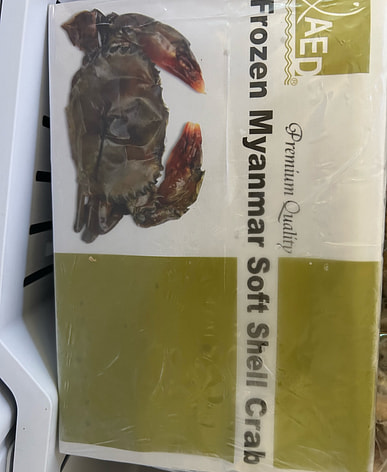 AED
®
Premium Quality
Frozen Myanmar Soft Shell Crab